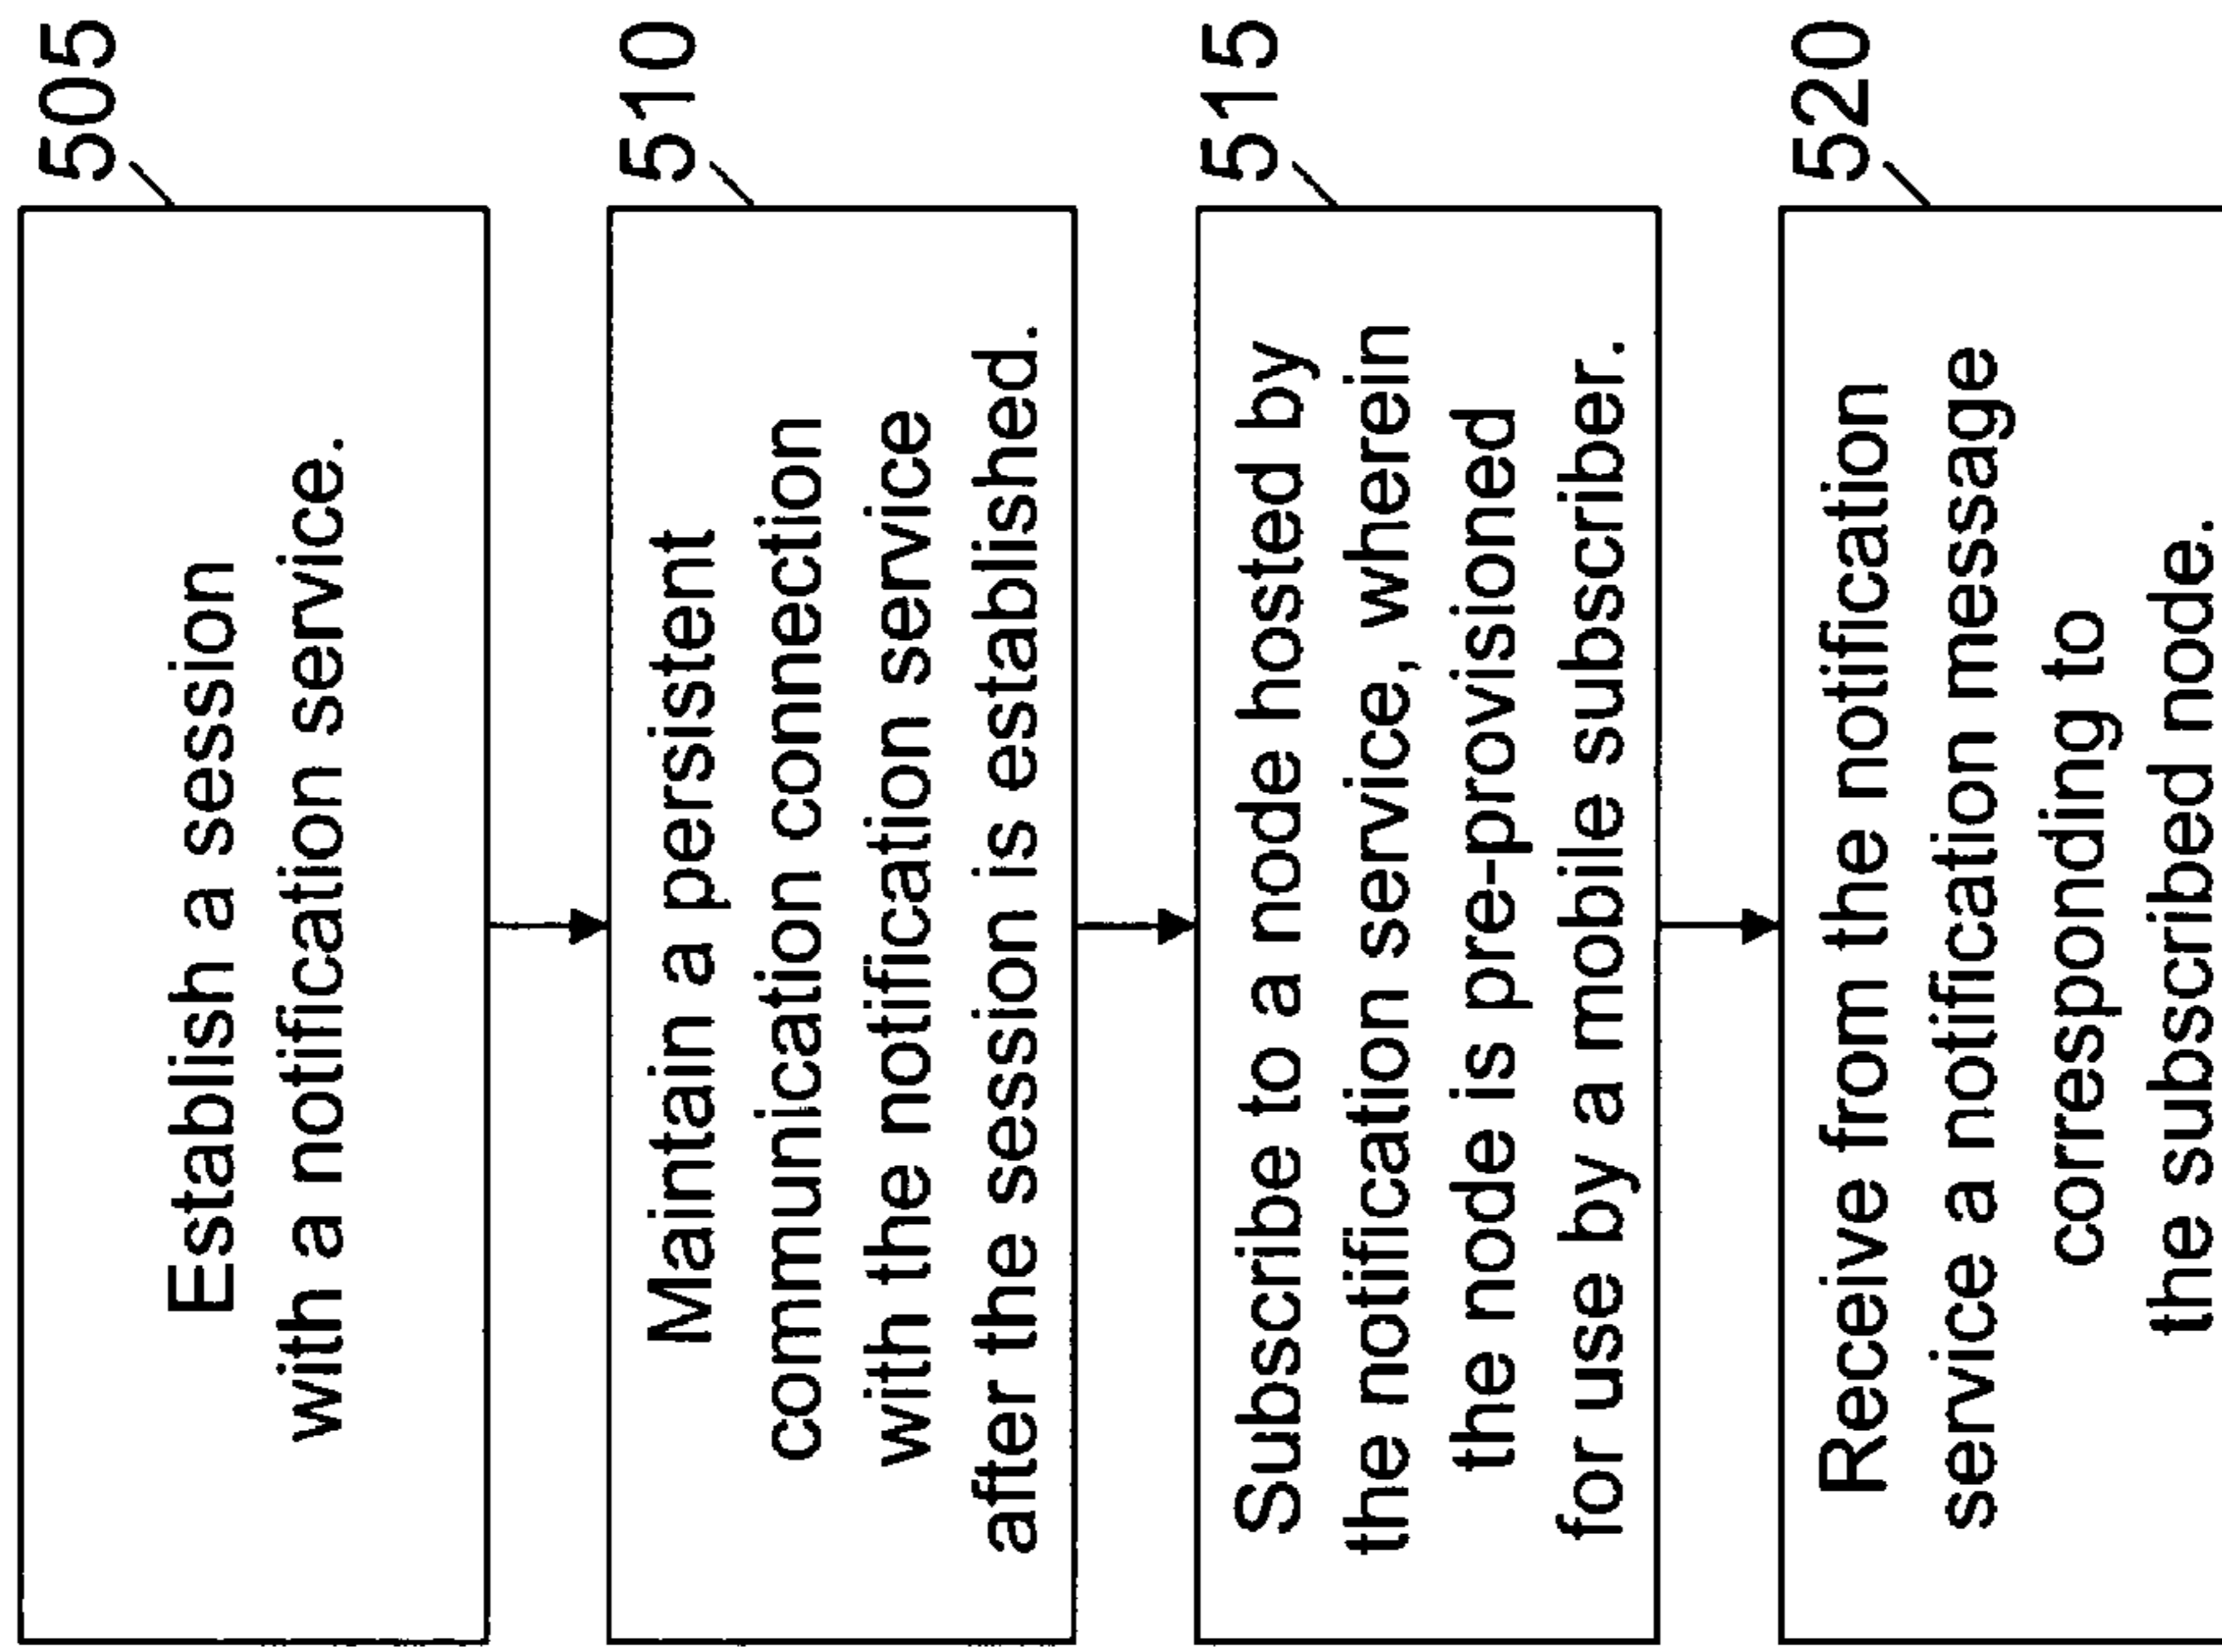 505
Establish a session
with a notification service.
510
Maintain a persistent
communication connection
with the notification service
after the session is established.
515
Subscribe to a node hosted by
the notification service, wherein
the node is pre-provisioned
for use by a mobile subscriber.
520
Receive from the notification
service a notification message
corresponding to
the subscribed node.